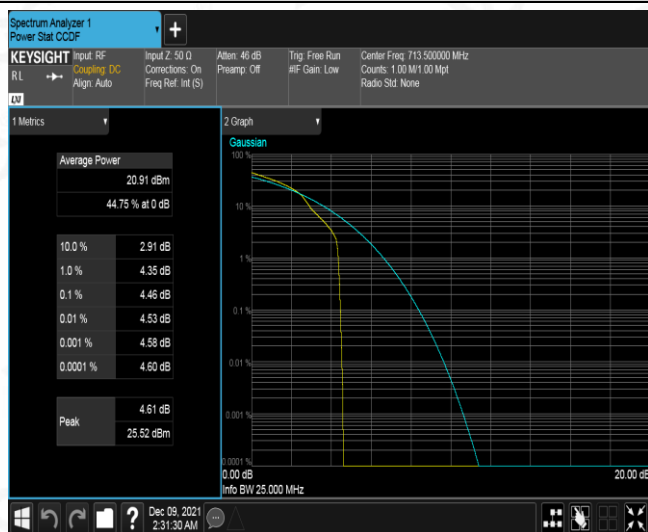 Spectrum Analyzer 1
Power Stat CCDF
+
KEYSIGHT
RL
LXI
Input: RF
Coupling: DC
Align: Auto
Input Z: 50 Ω
Corrections: On
Freq Ref: Int (S)
Atten: 46 dB
Preamp: Off
Trig: Free Run
#IF Gain: Low
Center Freq: 713.500000 MHz
Counts: 1.00 M/1.00 Mpt
Radio Std: None
1 Metrics
Average Power
20.91 dBm
44.75 % at 0 dB
10.0 % 2.91 dB
1.0 % 4.35 dB
0.1 % 4.46 dB
0.01 % 4.53 dB
0.001 % 4.58 dB
0.0001 % 4.60 dB
Peak
4.61 dB
25.52 dBm
2 Graph
Gaussian
100 %
10 %
1 %
0.1 %
0.01 %
0.001 %
0.0001 %
0.00 dB 20.00 dB
Info BW 25.000 MHz
?
Dec 09, 2021
2:31:30 AM